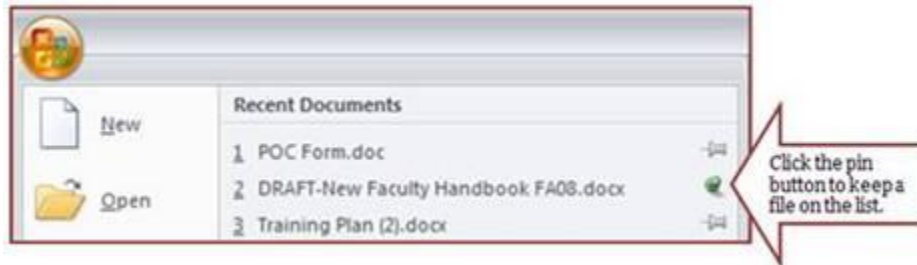 New
Open
Recent Documents
1 POC Form.doc
2 DRAFT-New Faculty Handbook FA08.docx
3 Training Plan (2).docx
Click the pin
button to keep a
file on the list.